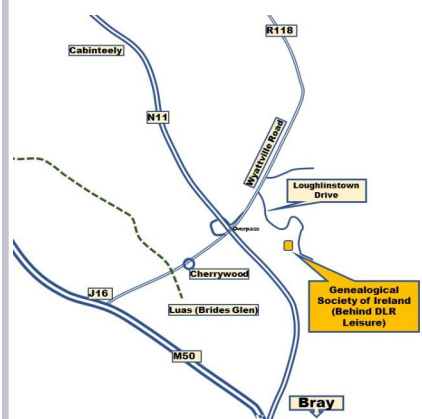 R118
Cabinteely
N11
Wyattville Road
Loughlinstown
Drive
Overpass
Cherrywood
Genealogical
Society of Ireland
(Behind DLR
Leisure)
J16
Luas (Brides Glen)
M50
Bray